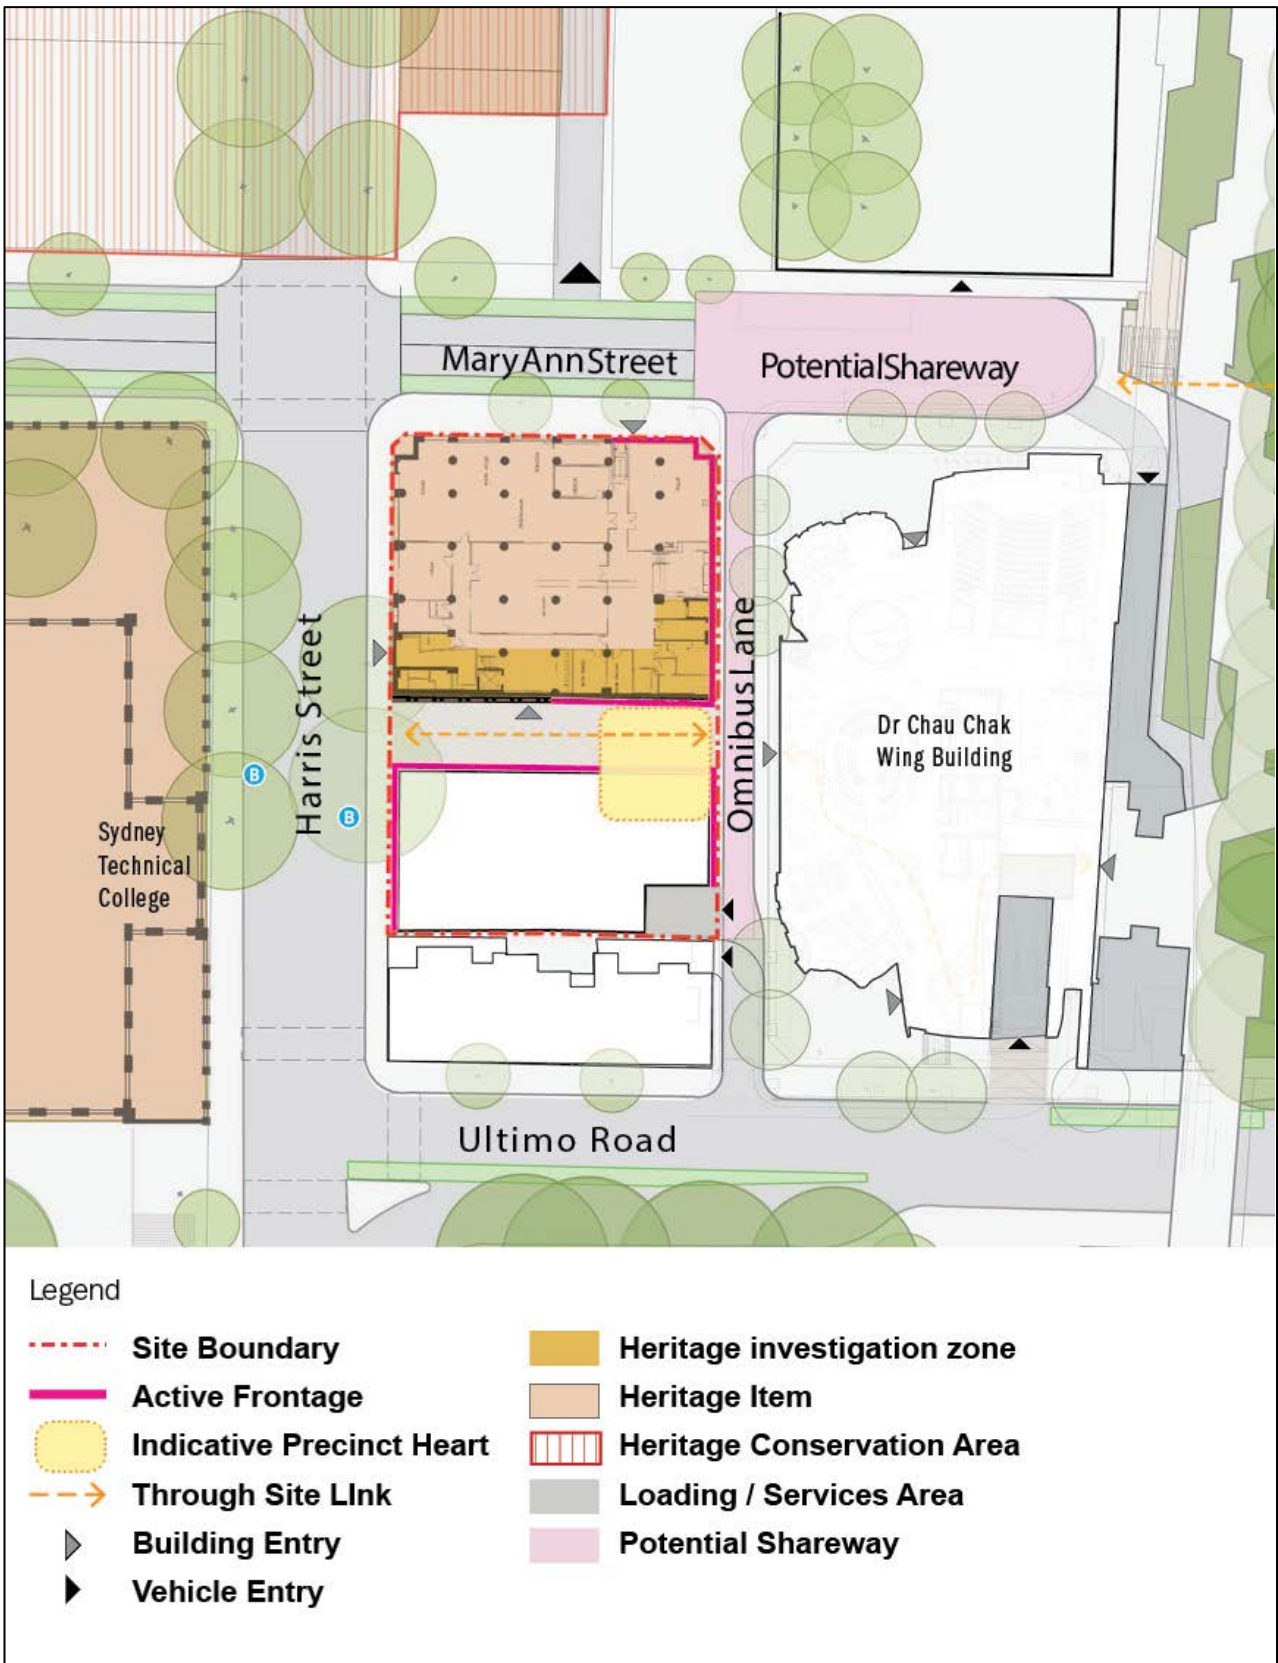 MaryAnnStreet
PotentialShareway
Harris Street
Omnibus Lane
Dr Chau Chak
Wing Building
B
B
Sydney
Technical
College
Ultimo Road
Legend
Site Boundary
Active Frontage
Indicative Precinct Heart
Through Site LInk
Building Entry
Vehicle Entry
Heritage investigation zone
Heritage Item
Heritage Conservation Area
Loading / Services Area
Potential Shareway